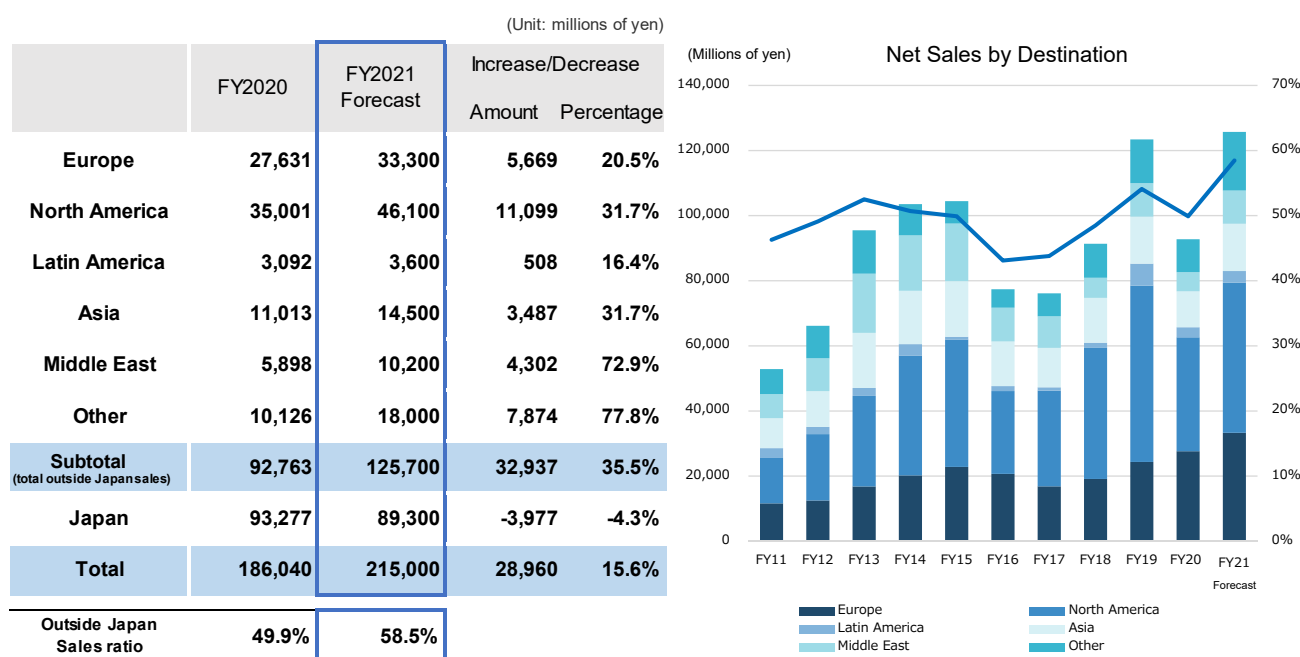 (Unit: millions of yen)
FY2020 FY2021 Forecast Increase/Decrease
Amount Percentage
Europe 27,631 33,300 5,669 20.5%
North America 35,001 46,100 11,099 31.7%
Latin America 3,092 3,600 508 16.4%
Asia 11,013 14,500 3,487 31.7%
Middle East 5,898 10,200 4,302 72.9%
Other 10,126 18,000 7,874 77.8%
Subtotal 92,763 125,700 32,937 35.5%
(total outside Japan sales)
Japan 93,277 89,300 -3,977 -4.3%
Total 186,040 215,000 28,960 15.6%
Outside Japan
Sales ratio 49.9% 58.5%
(Millions of yen) Net Sales by Destination
140,000 70%
120,000 60%
100,000 50%
80,000 40%
60,000 30%
40,000 20%
20,000 10%
0 0%
FY11 FY12 FY13 FY14 FY15 FY16 FY17 FY18 FY19 FY20 FY21
Forecast
Europe North America
Latin America Asia
Middle East Other